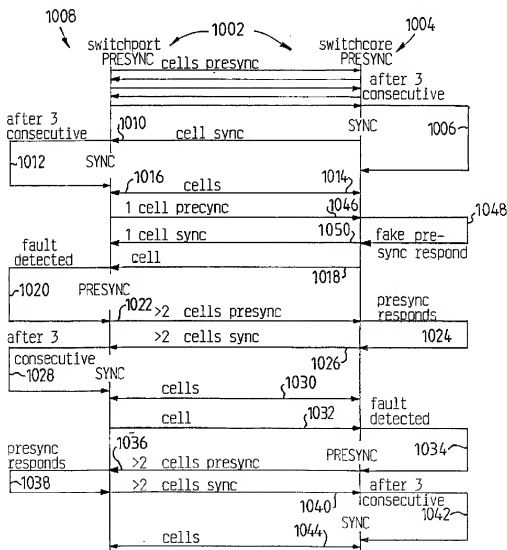 1008
1002
1004
switchport
switchcore
PRESYNC
PRESYNC
cells presync
after 3
consecutive
after 3
consecutive
1010
cell sync
SYNC
1006
1012
SYNC
1016
cells
1014
1 cell precync
1046
1048
1 cell sync
1050
fake pre-
sync respond
fault
detected
cell
1018
1020
PRESYNC
1022
>2 cells presync
presync
responds
after 3
consecutive
>2 cells sync
1024
1026
1028
SYNC
cells
1030
cell
1032
fault
detected
1034
presync
responds
1036
PRESYNC
>2 cells presync
1038
>2 cells sync
1040
after 3
consecutive
1042
SYNC
cells
1044